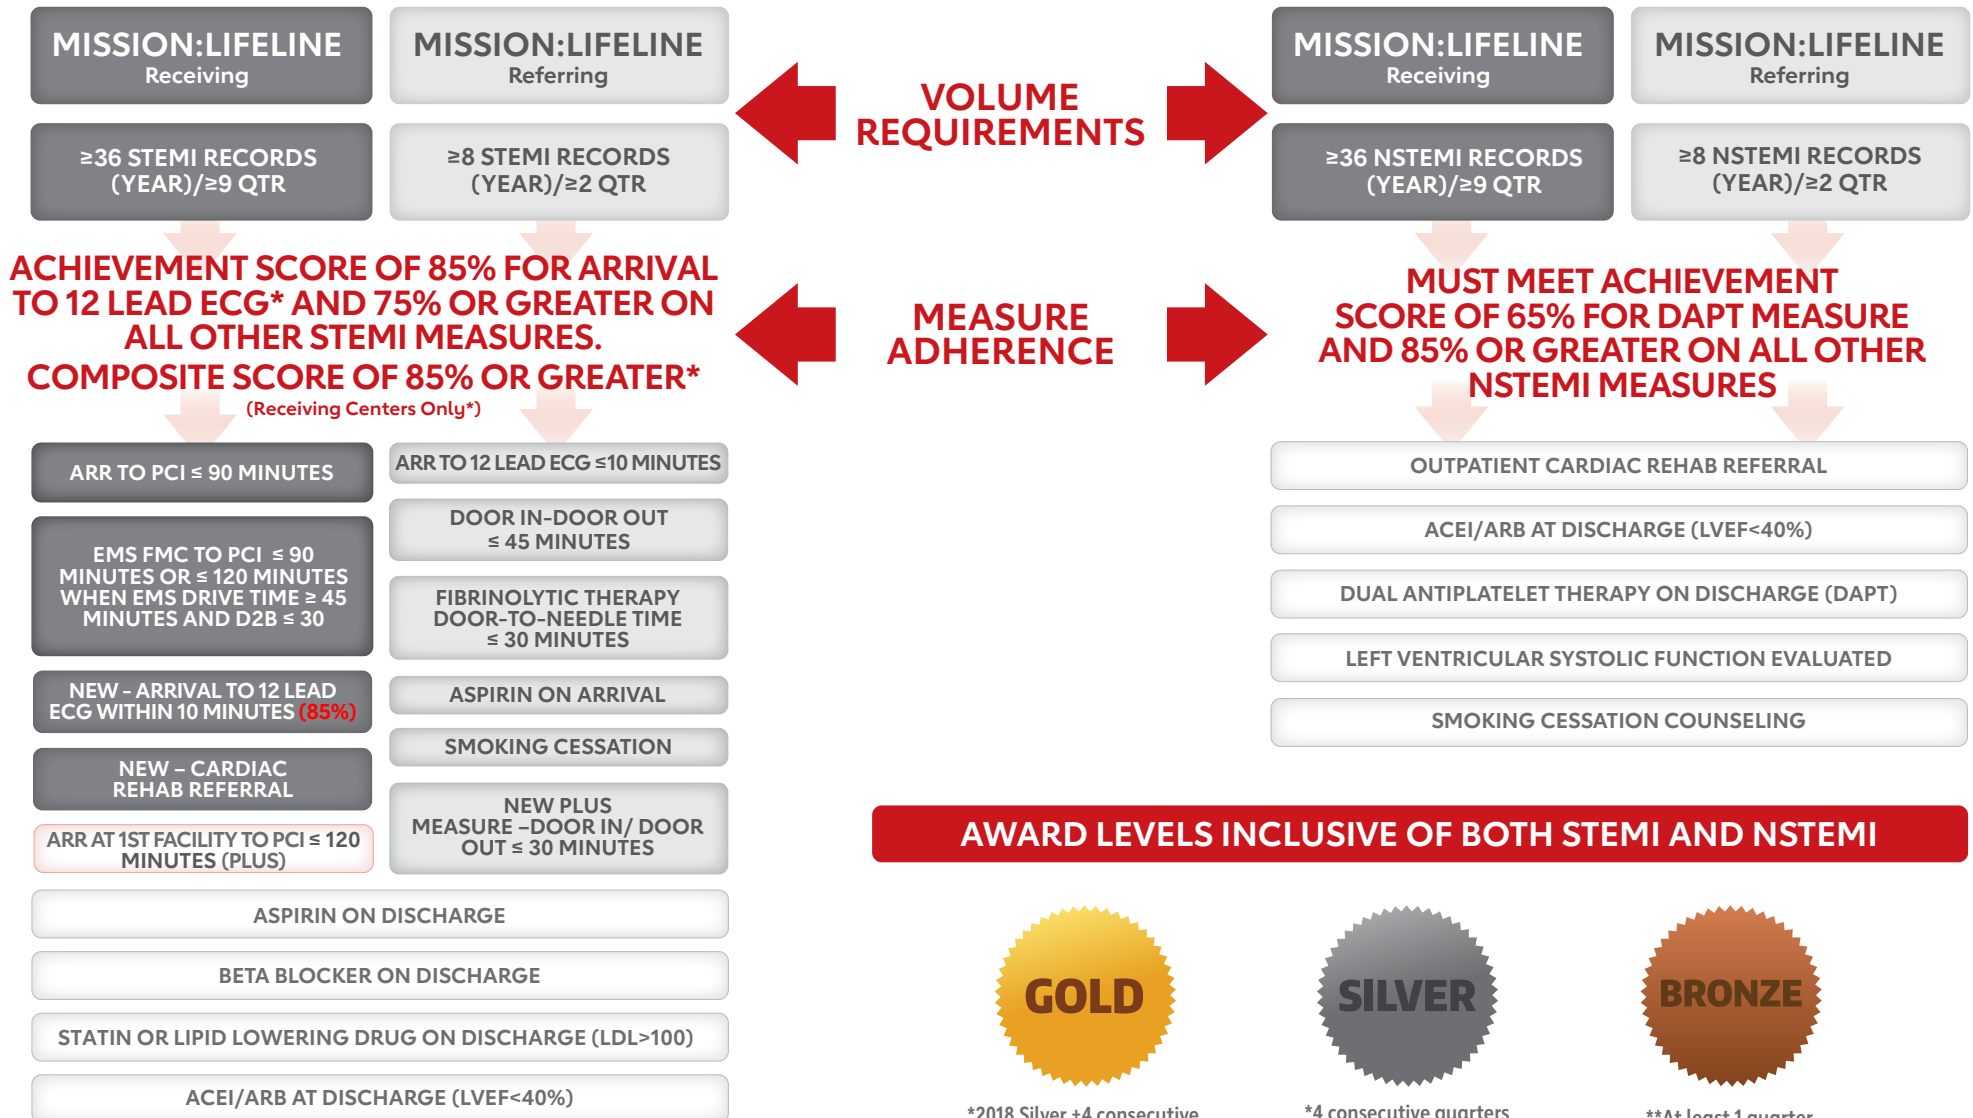 MISSION:LIFELINE
Receiving
MISSION:LIFELINE
Referring
≥36 STEMI RECORDS
(YEAR)/≥9 QTR
≥8 STEMI RECORDS
(YEAR)/≥2 QTR
VOLUME
REQUIREMENTS
MISSION:LIFELINE
Receiving
MISSION:LIFELINE
Referring
≥36 NSTEMI RECORDS
(YEAR)/≥9 QTR
≥8 NSTEMI RECORDS
(YEAR)/≥2 QTR
ACHIEVEMENT SCORE OF 85% FOR ARRIVAL
TO 12 LEAD ECG* AND 75% OR GREATER ON
ALL OTHER STEMI MEASURES.
COMPOSITE SCORE OF 85% OR GREATER*
(Receiving Centers Only*)
MEASURE
ADHERENCE
MUST MEET ACHIEVEMENT
SCORE OF 65% FOR DAPT MEASURE
AND 85% OR GREATER ON ALL OTHER
NSTEMI MEASURES
ARR TO PCI ≤ 90 MINUTES
EMS FMC TO PCI ≤ 90
MINUTES OR ≤ 120 MINUTES
WHEN EMS DRIVE TIME ≥ 45
MINUTES AND D2B ≤ 30
NEW - ARRIVAL TO 12 LEAD
ECG WITHIN 10 MINUTES (85%)
NEW – CARDIAC
REHAB REFERRAL
ARR AT 1ST FACILITY TO PCI ≤ 120
MINUTES (PLUS)
ARR TO 12 LEAD ECG ≤10 MINUTES
DOOR IN-DOOR OUT
≤ 45 MINUTES
FIBRINOLYTIC THERAPY
DOOR-TO-NEEDLE TIME
≤ 30 MINUTES
ASPIRIN ON ARRIVAL
SMOKING CESSATION
NEW PLUS
MEASURE –DOOR IN/ DOOR
OUT ≤ 30 MINUTES
ASPIRIN ON DISCHARGE
BETA BLOCKER ON DISCHARGE
STATIN OR LIPID LOWERING DRUG ON DISCHARGE (LDL>100)
ACEI/ARB AT DISCHARGE (LVEF<40%)
OUTPATIENT CARDIAC REHAB REFERRAL
ACEI/ARB AT DISCHARGE (LVEF<40%)
DUAL ANTIPLATELET THERAPY ON DISCHARGE (DAPT)
LEFT VENTRICULAR SYSTOLIC FUNCTION EVALUATED
SMOKING CESSATION COUNSELING
AWARD LEVELS INCLUSIVE OF BOTH STEMI AND NSTEMI
GOLD
SILVER
BRONZE
*2018 Silver +4 consecutive
*4 consecutive quarters
**At least 1 quarter